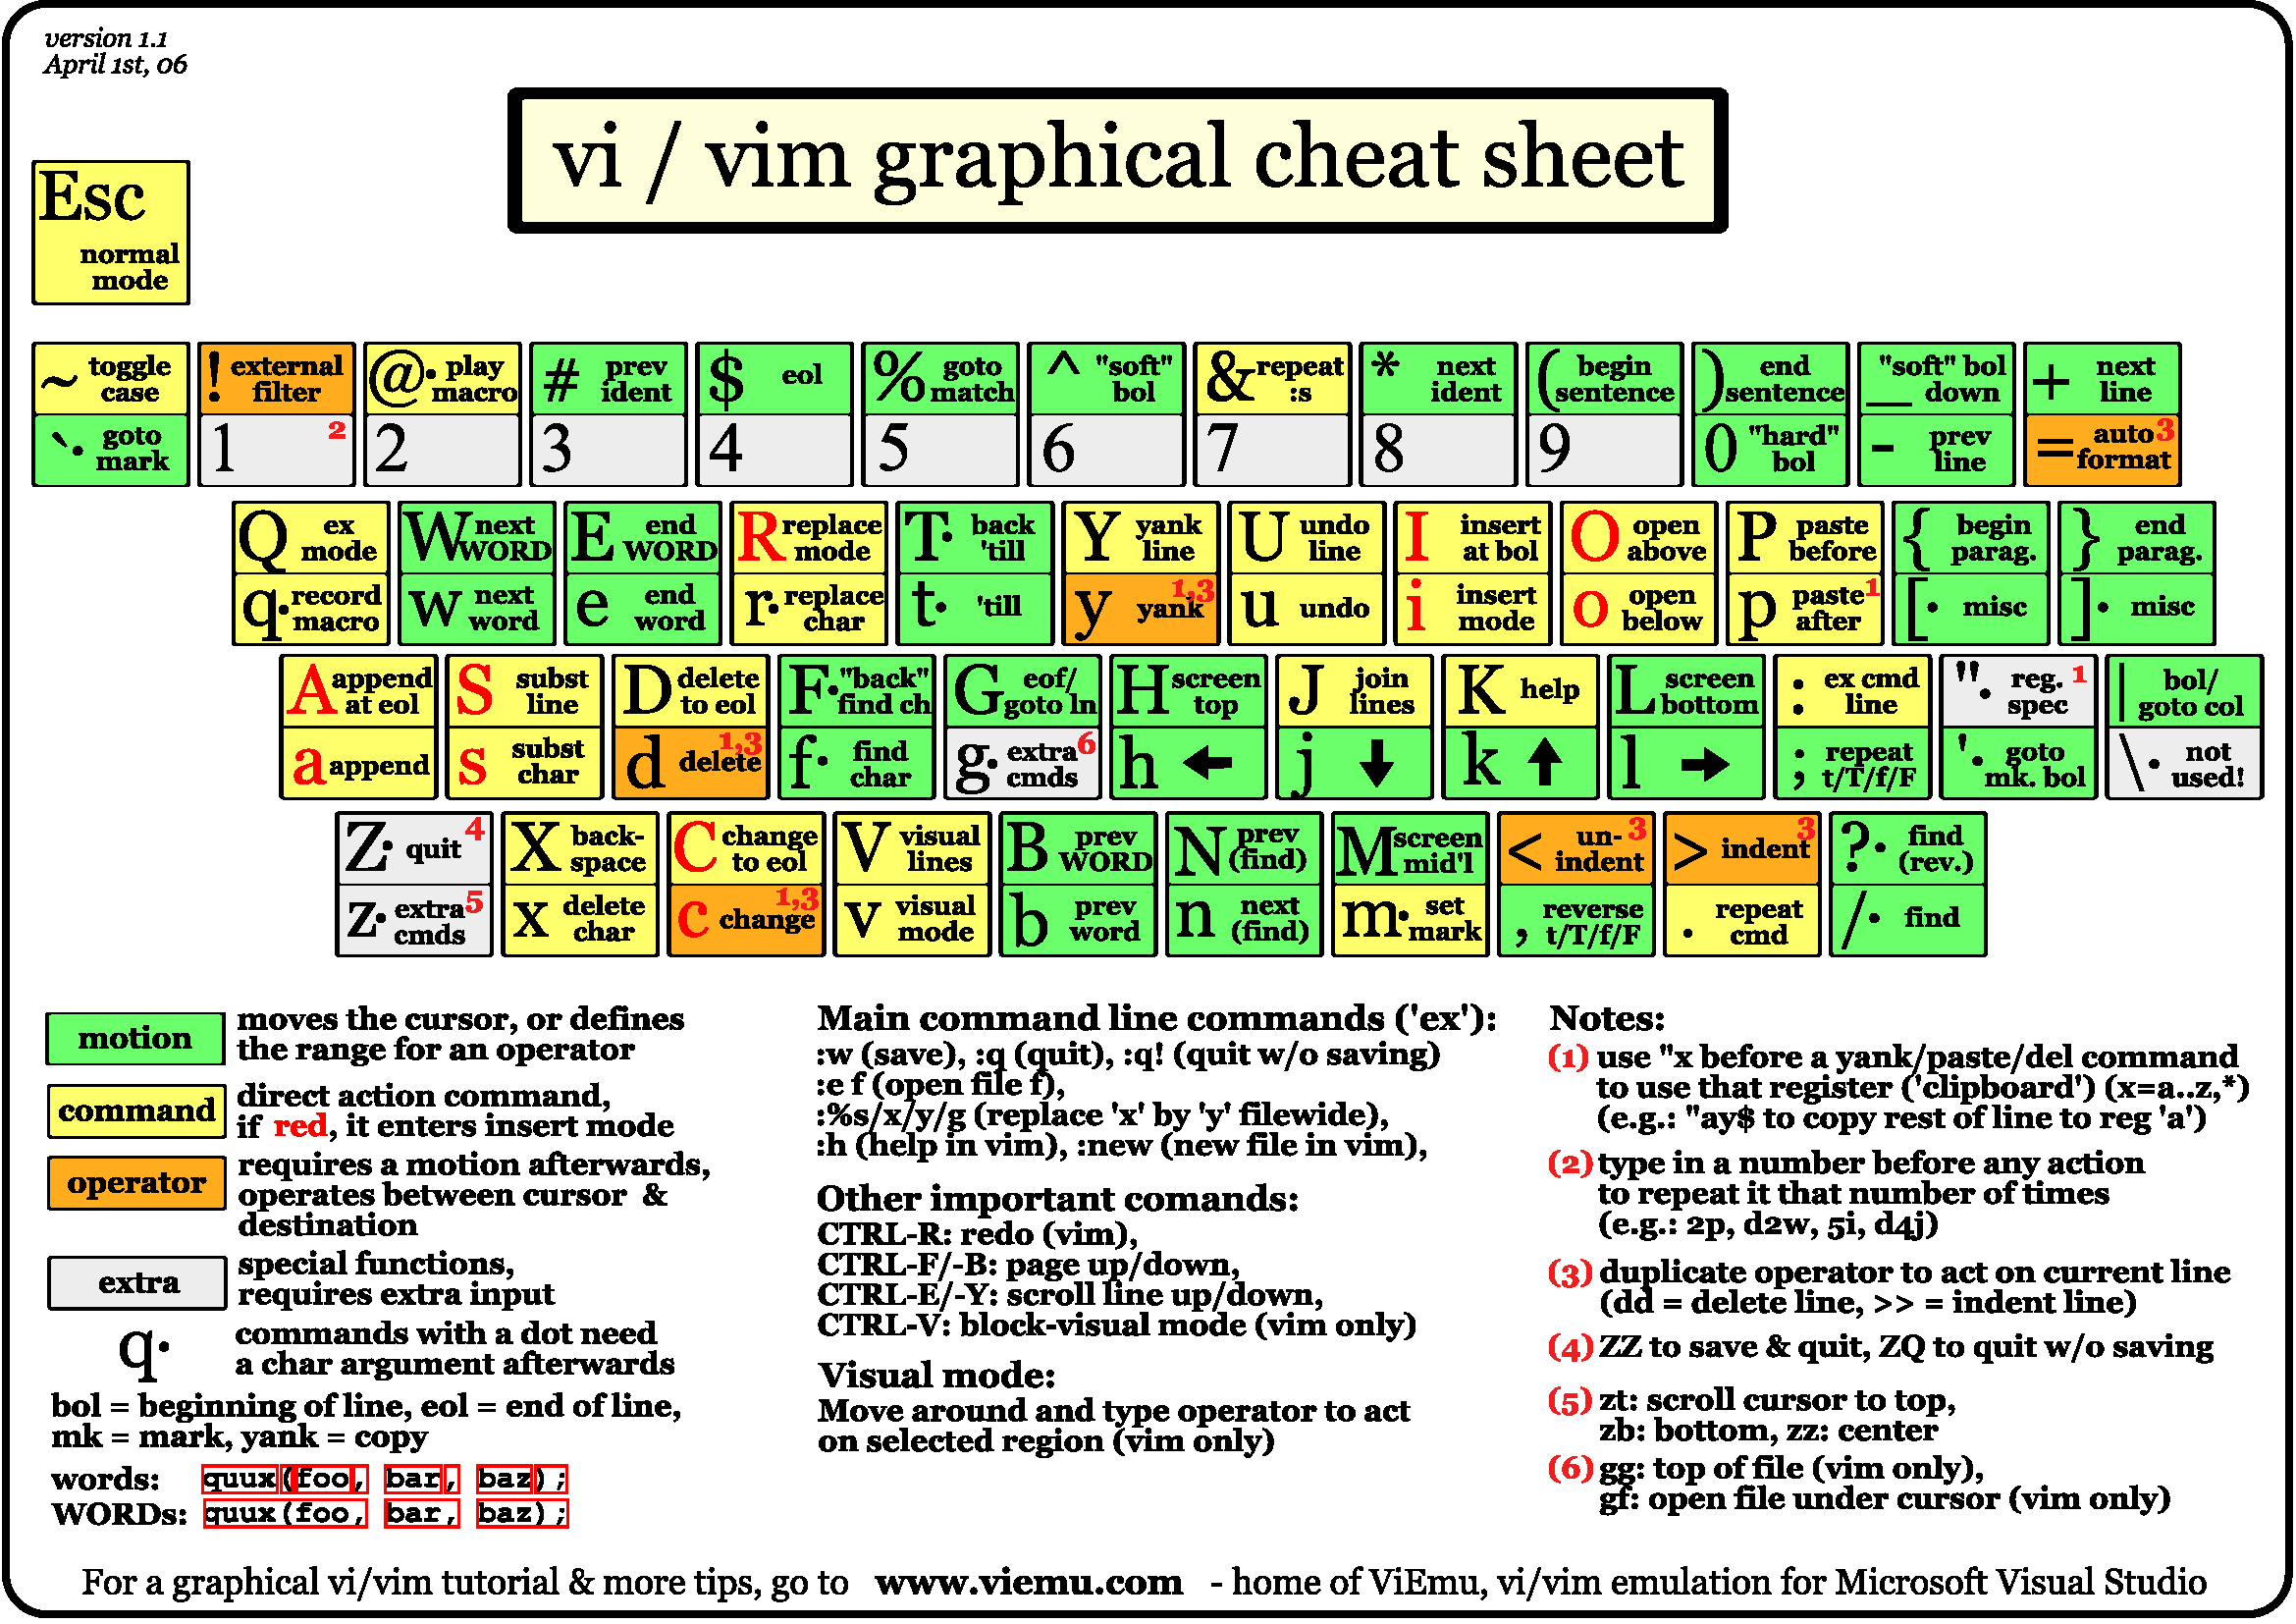 version 1.1
April 1st, 06
vi / vim graphical cheat sheet
Esc
normal
mode
~ toggle
case
! external
filter
@· play
macro
# prev
ident
$ eol
% goto
match
^ "soft"
bol
& repeat
:s
* next
ident
( begin
sentence
) end
sentence
_ "soft" bol
down
+ next
line
`· goto
mark
1 2
2
3
4
5
6
7
8
9
0 "hard"
bol
- prev
line
= auto 3
format
Q ex
mode
W next
WORD
E end
WORD
R replace
mode
T· back
'till
Y yank
line
U undo
line
I insert
at bol
O open
above
P paste
before
{ begin
parag.
} end
parag.
q· record
macro
w next
word
e end
word
r· replace
char
t· 'till
y yank 1,3
u undo
i insert
mode
o open
below
p paste 1
after
[· misc
]· misc
A append
at eol
S subst
line
D delete
to eol
F· "back"
find ch
G eof/
goto ln
H screen
top
J join
lines
K help
L screen
bottom
: ex cmd
line
"· reg. 1
spec
| bol/
goto col
a append
s subst
char
d delete 1,3
f· find
char
g· extra 6
cmds
h ←
j ↓
k ↑
l →
; repeat
t/T/f/F
'· goto
mk. bol
\· not
used!
Z· quit 4
X back-
space
C change
to eol
V visual
lines
B prev
WORD
N prev
(find)
M screen
mid'l
< un- 3
indent
> indent 3
?· find
(rev.)
z· extra 5
cmds
x delete
char
c change 1,3
v visual
mode
b prev
word
n next
(find)
m· set
mark
, reverse
t/T/f/F
. repeat
cmd
/· find
motion
moves the cursor, or defines
the range for an operator
command
direct action command,
if red, it enters insert mode
operator
requires a motion afterwards,
operates between cursor &
destination
extra
special functions,
requires extra input
q·
commands with a dot need
a char argument afterwards
bol = beginning of line, eol = end of line,
mk = mark, yank = copy
words: quux(foo, bar, baz);
WORDs: quux(foo, bar, baz);
Main command line commands ('ex'):
:w (save), :q (quit), :q! (quit w/o saving)
:e f (open file f),
:%s/x/y/g (replace 'x' by 'y' filewide),
:h (help in vim), :new (new file in vim),
Other important comands:
CTRL-R: redo (vim),
CTRL-F/-B: page up/down,
CTRL-E/-Y: scroll line up/down,
CTRL-V: block-visual mode (vim only)
Visual mode:
Move around and type operator to act
on selected region (vim only)
Notes:
(1) use "x before a yank/paste/del command
to use that register ('clipboard') (x=a..z,*)
(e.g.: "ay$ to copy rest of line to reg 'a')
(2) type in a number before any action
to repeat it that number of times
(e.g.: 2p, d2w, 5i, d4j)
(3) duplicate operator to act on current line
(dd = delete line, >> = indent line)
(4) ZZ to save & quit, ZQ to quit w/o saving
(5) zt: scroll cursor to top,
zb: bottom, zz: center
(6) gg: top of file (vim only),
gf: open file under cursor (vim only)
For a graphical vi/vim tutorial & more tips, go to www.viemu.com - home of ViEmu, vi/vim emulation for Microsoft Visual Studio